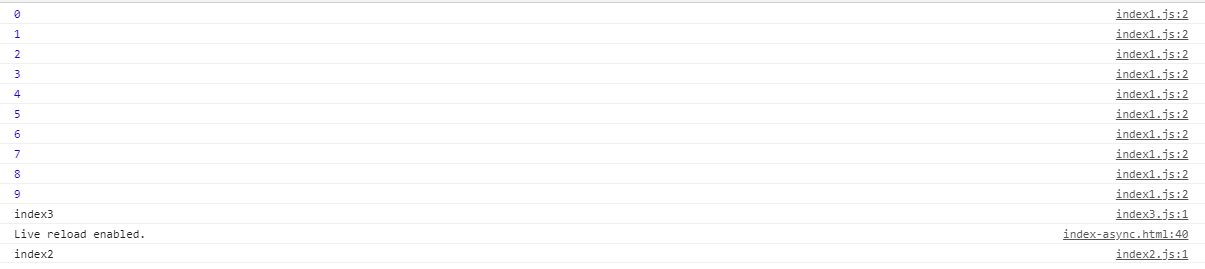 0 index1.js:2
1 index1.js:2
2 index1.js:2
3 index1.js:2
4 index1.js:2
5 index1.js:2
6 index1.js:2
7 index1.js:2
8 index1.js:2
9 index1.js:2
index3 index3.js:1
Live reload enabled. index-async.html:40
index2 index2.js:1